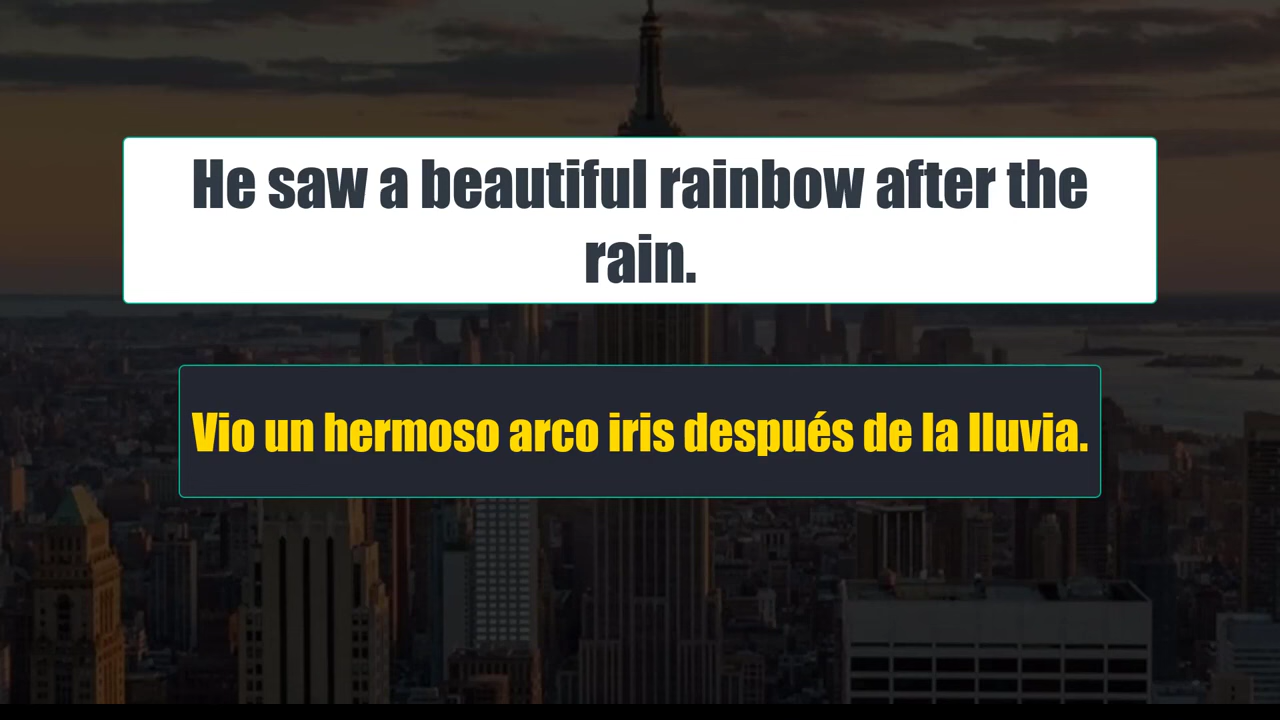 He saw a beautiful rainbow after the
rain.
Vio un hermoso arco iris después de la lluvia.